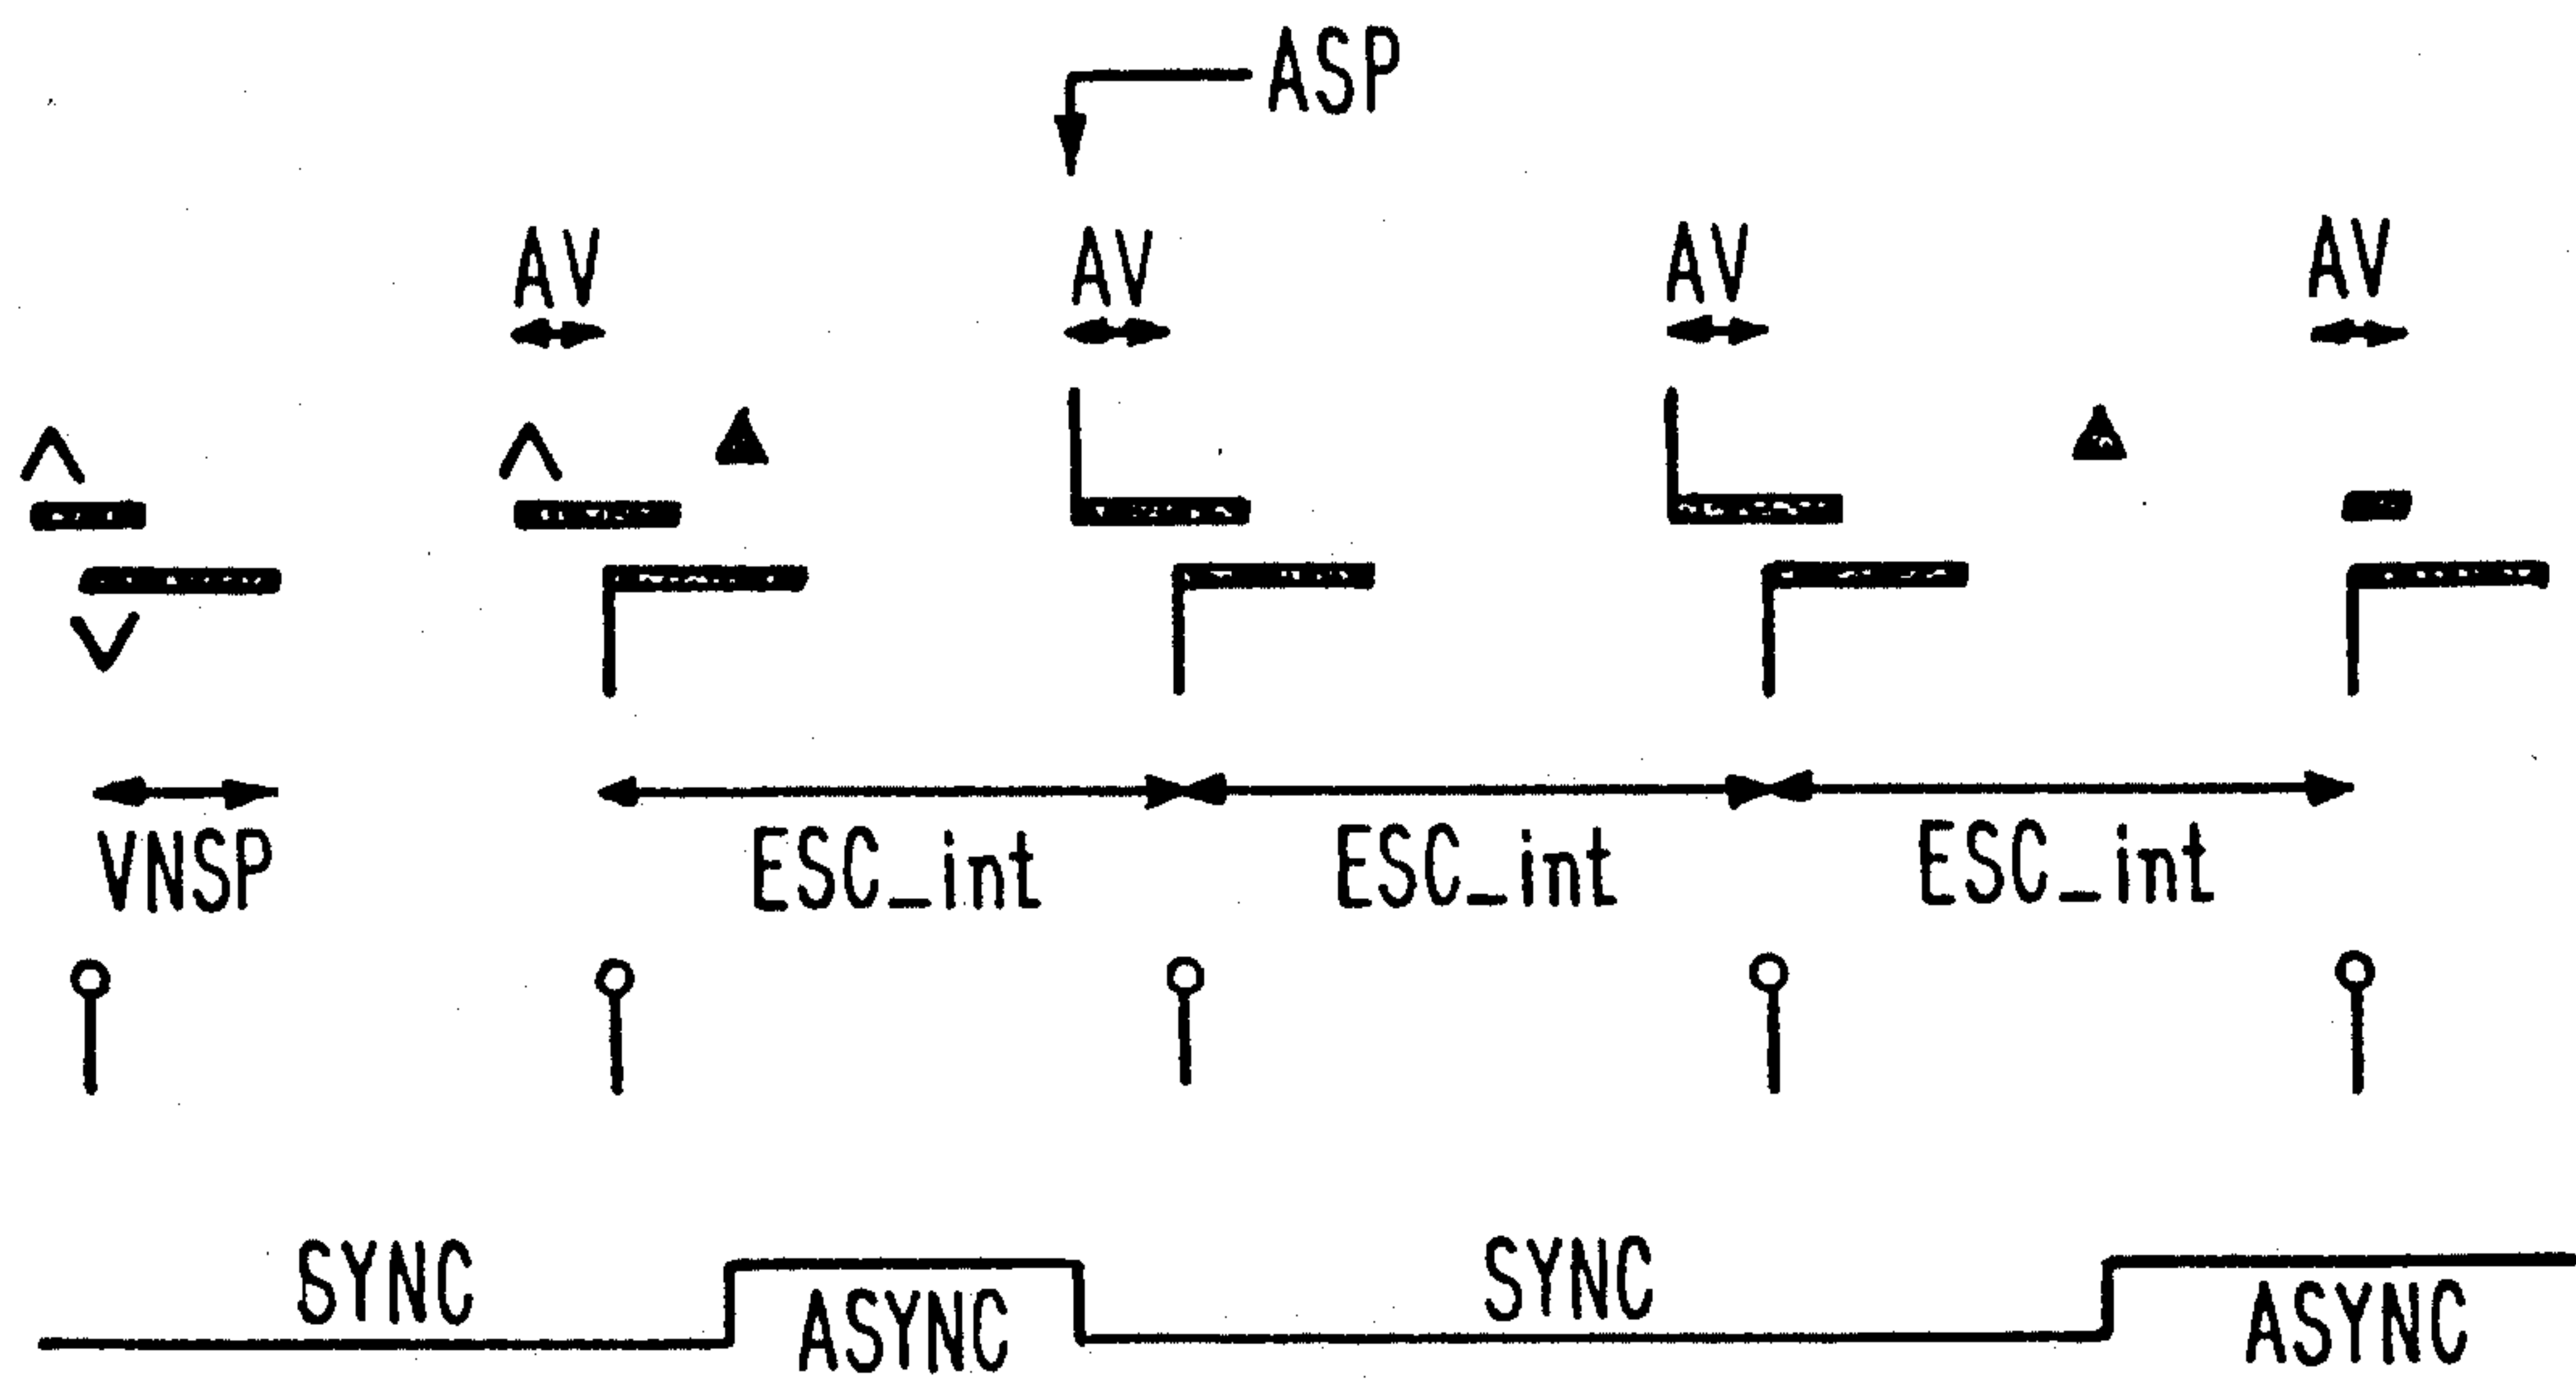 ASP
AV AV AV AV
VNSP ESC_int ESC_int ESC_int
SYNC ASYNC SYNC ASYNC